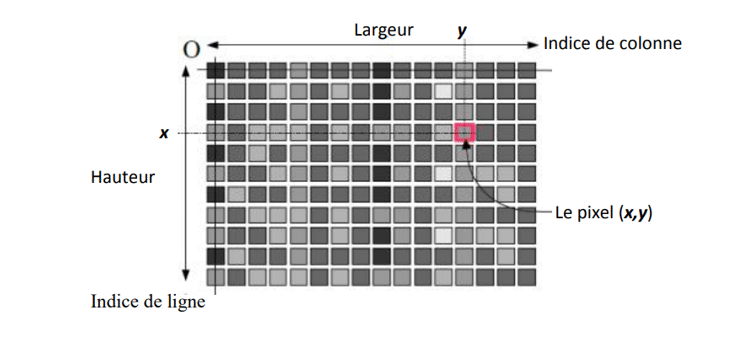 Largeur
y
O
Indice de colonne
x
Hauteur
Le pixel (x,y)
Indice de ligne